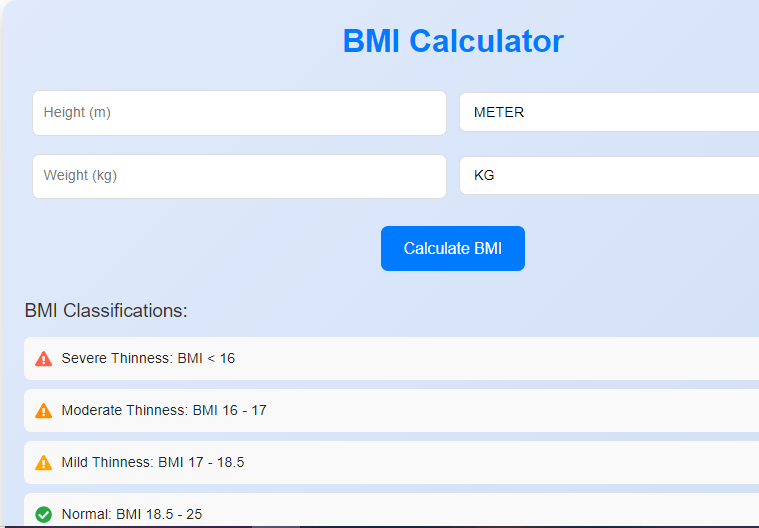 BMI Calculator
Height (m)
METER
Weight (kg)
KG
Calculate BMI
BMI Classifications:
Severe Thinness: BMI < 16
Moderate Thinness: BMI 16 - 17
Mild Thinness: BMI 17 - 18.5
Normal: BMI 18.5 - 25